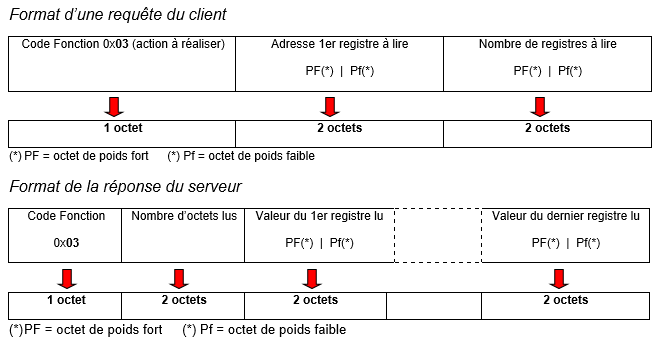 Format d'une requête du client
Code Fonction 0x03 (action à réaliser)
Adresse 1er registre à lire
Nombre de registres à lire
PF(*) | Pf(*)
PF(*) | Pf(*)
1 octet
2 octets
2 octets
(*) PF = octet de poids fort (*) Pf = octet de poids faible
Format de la réponse du serveur
Code Fonction
Nombre d'octets lus
Valeur du 1er registre lu
Valeur du dernier registre lu
0x03
PF(*) | Pf(*)
PF(*) | Pf(*)
1 octet
2 octets
2 octets
2 octets
(*) PF = octet de poids fort (*) Pf = octet de poids faible